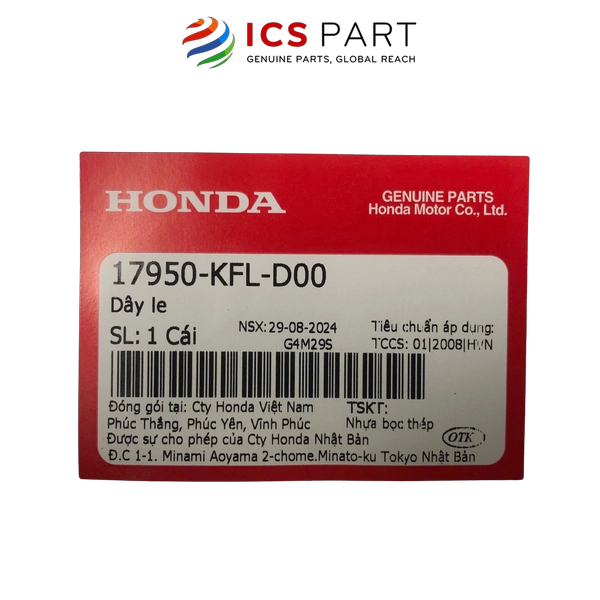 ICS PART
GENUINE PARTS, GLOBAL REACH
HONDA
GENUINE PARTS
Honda Motor Co., Ltd.
17950-KFL-D00
Dây le
SL: 1 Cái
NSX: 29-08-2024
G4M29S
Tiêu chuẩn áp dụng:
TCCS: 01|2008|HVN
Đóng gói tại: Cty Honda Việt Nam
Phúc Thắng, Phúc Yên, Vĩnh Phúc
Được sự cho phép của Cty Honda Nhật Bản
Đ.C 1-1. Minami Aoyama 2-chome.Minato-ku Tokyo Nhật Bản
TSKT:
Nhựa bọc thép
OTK